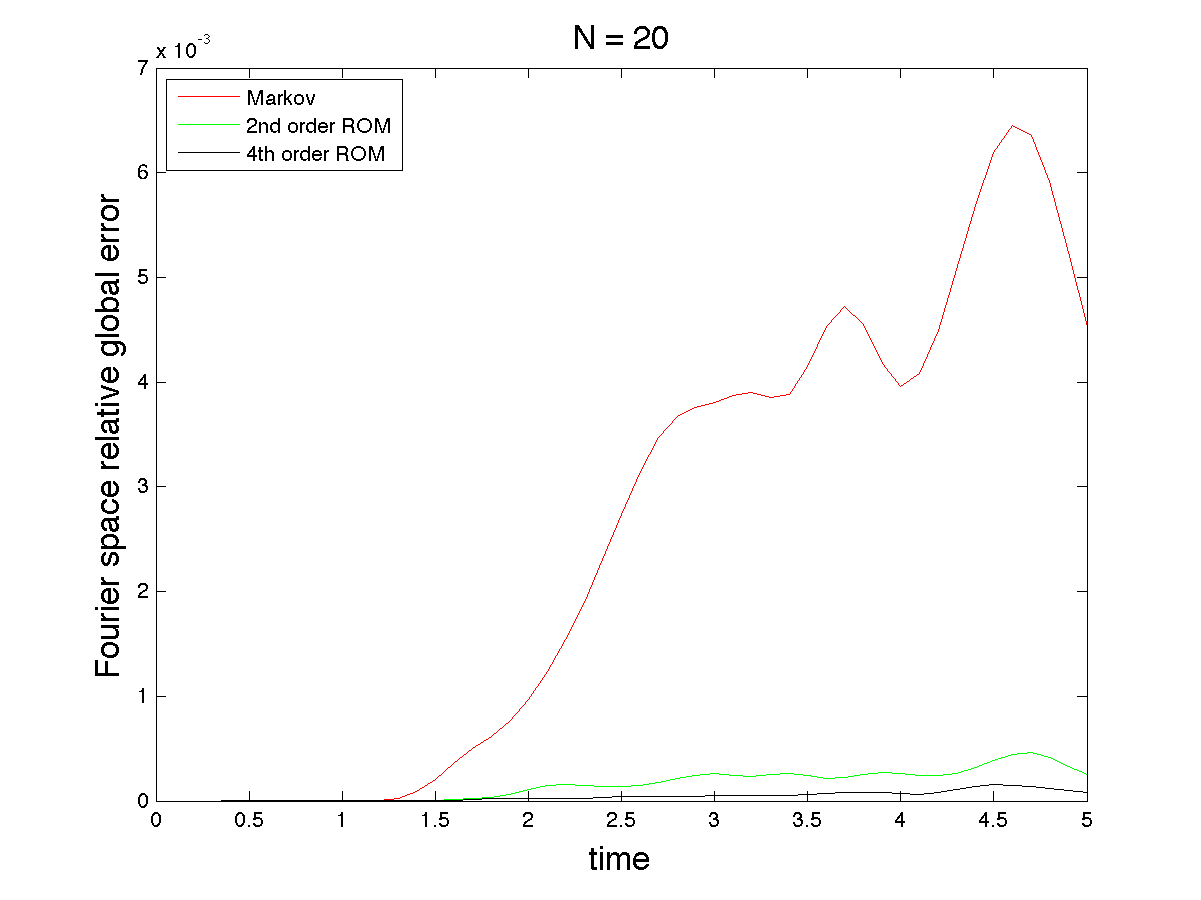 N = 20
x 10-3
7
6
5
4
3
2
1
0
Fourier space relative global error
Markov
2nd order ROM
4th order ROM
0 0.5 1 1.5 2 2.5 3 3.5 4 4.5 5
time